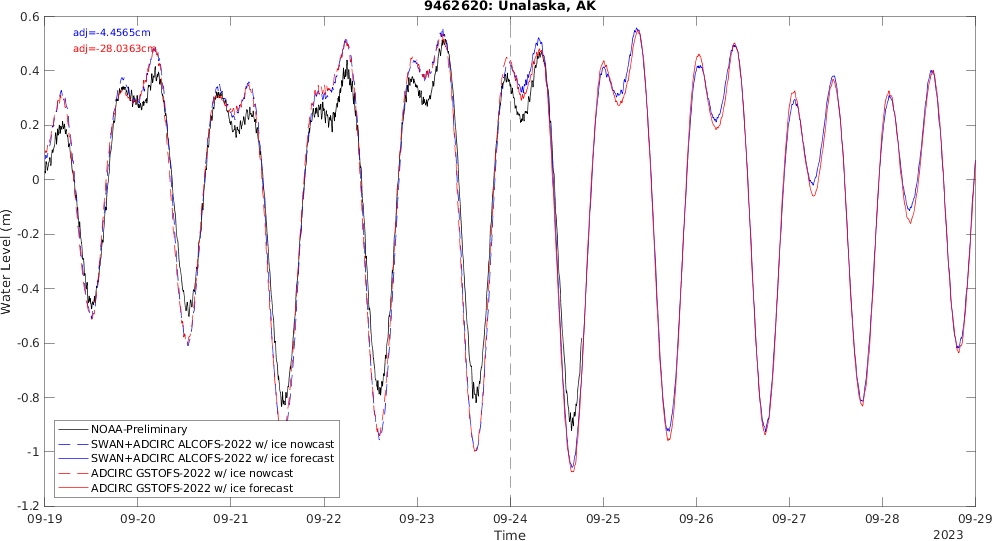 9462620: Unalaska, AK
adj=-4.4565cm
adj=-28.0363cm
Water Level (m)
0.6
0.4
0.2
0
-0.2
-0.4
-0.6
-0.8
-1
-1.2
NOAA-Preliminary
SWAN+ADCIRC ALCOFS-2022 w/ ice nowcast
SWAN+ADCIRC ALCOFS-2022 w/ ice forecast
ADCIRC GSTOFS-2022 w/ ice nowcast
ADCIRC GSTOFS-2022 w/ ice forecast
09-19 09-20 09-21 09-22 09-23 09-24 09-25 09-26 09-27 09-28 09-29
Time
2023